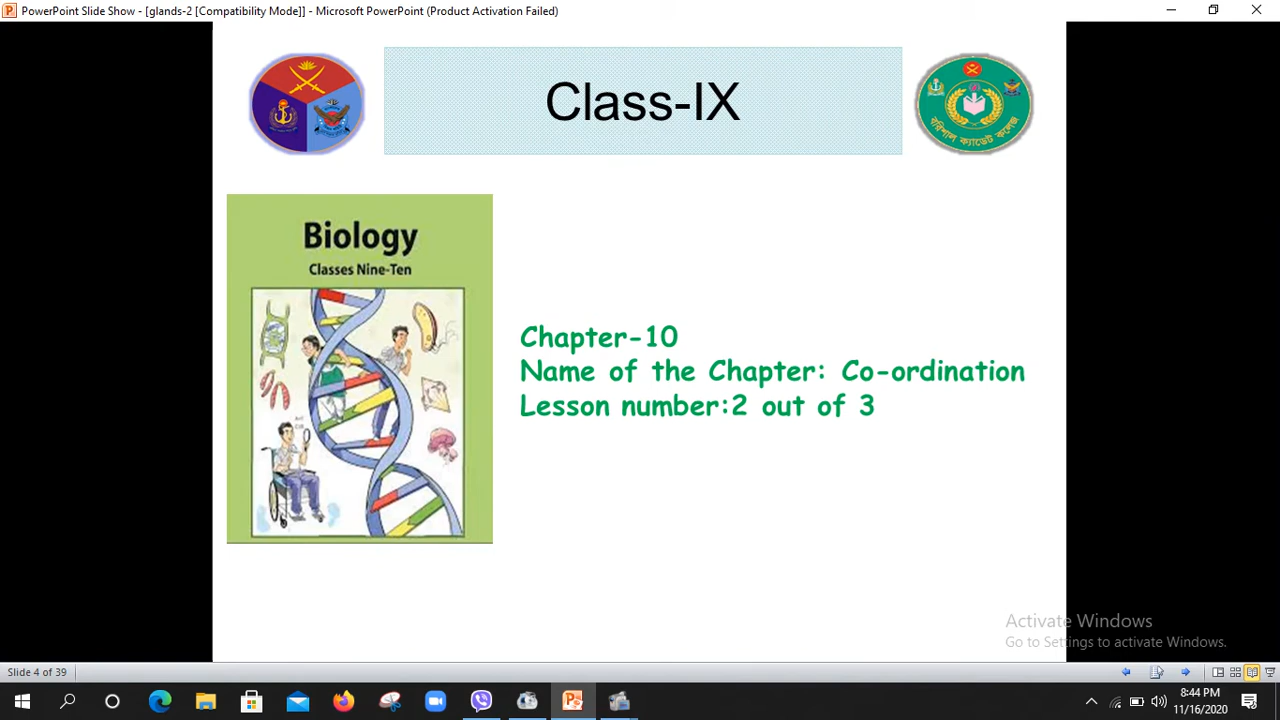 PowerPoint Slide Show - [glands-2 [Compatibility Mode]] - Microsoft PowerPoint (Product Activation Failed)
Class-IX
বরিশাল ক্যাডেট কলেজ
Biology
Classes Nine-Ten
Chapter-10
Name of the Chapter: Co-ordination
Lesson number:2 out of 3
Activate Windows
Go to Settings to activate Windows.
Slide 4 of 39
8:44 PM
11/16/2020